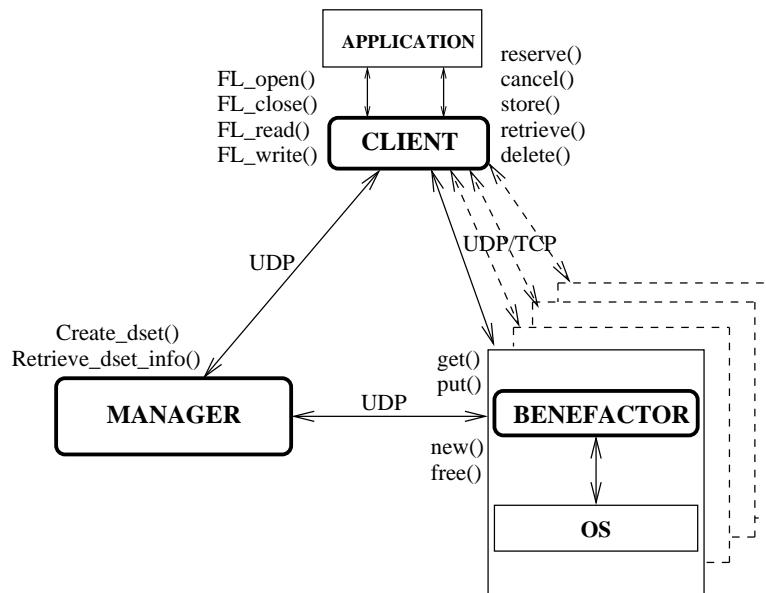 APPLICATION
FL_open()
FL_close()
FL_read()
FL_write()
reserve()
cancel()
store()
retrieve()
delete()
CLIENT
UDP
UDP/TCP
Create_dset()
Retrieve_dset_info()
MANAGER
UDP
get()
put()
BENEFACTOR
new()
free()
OS